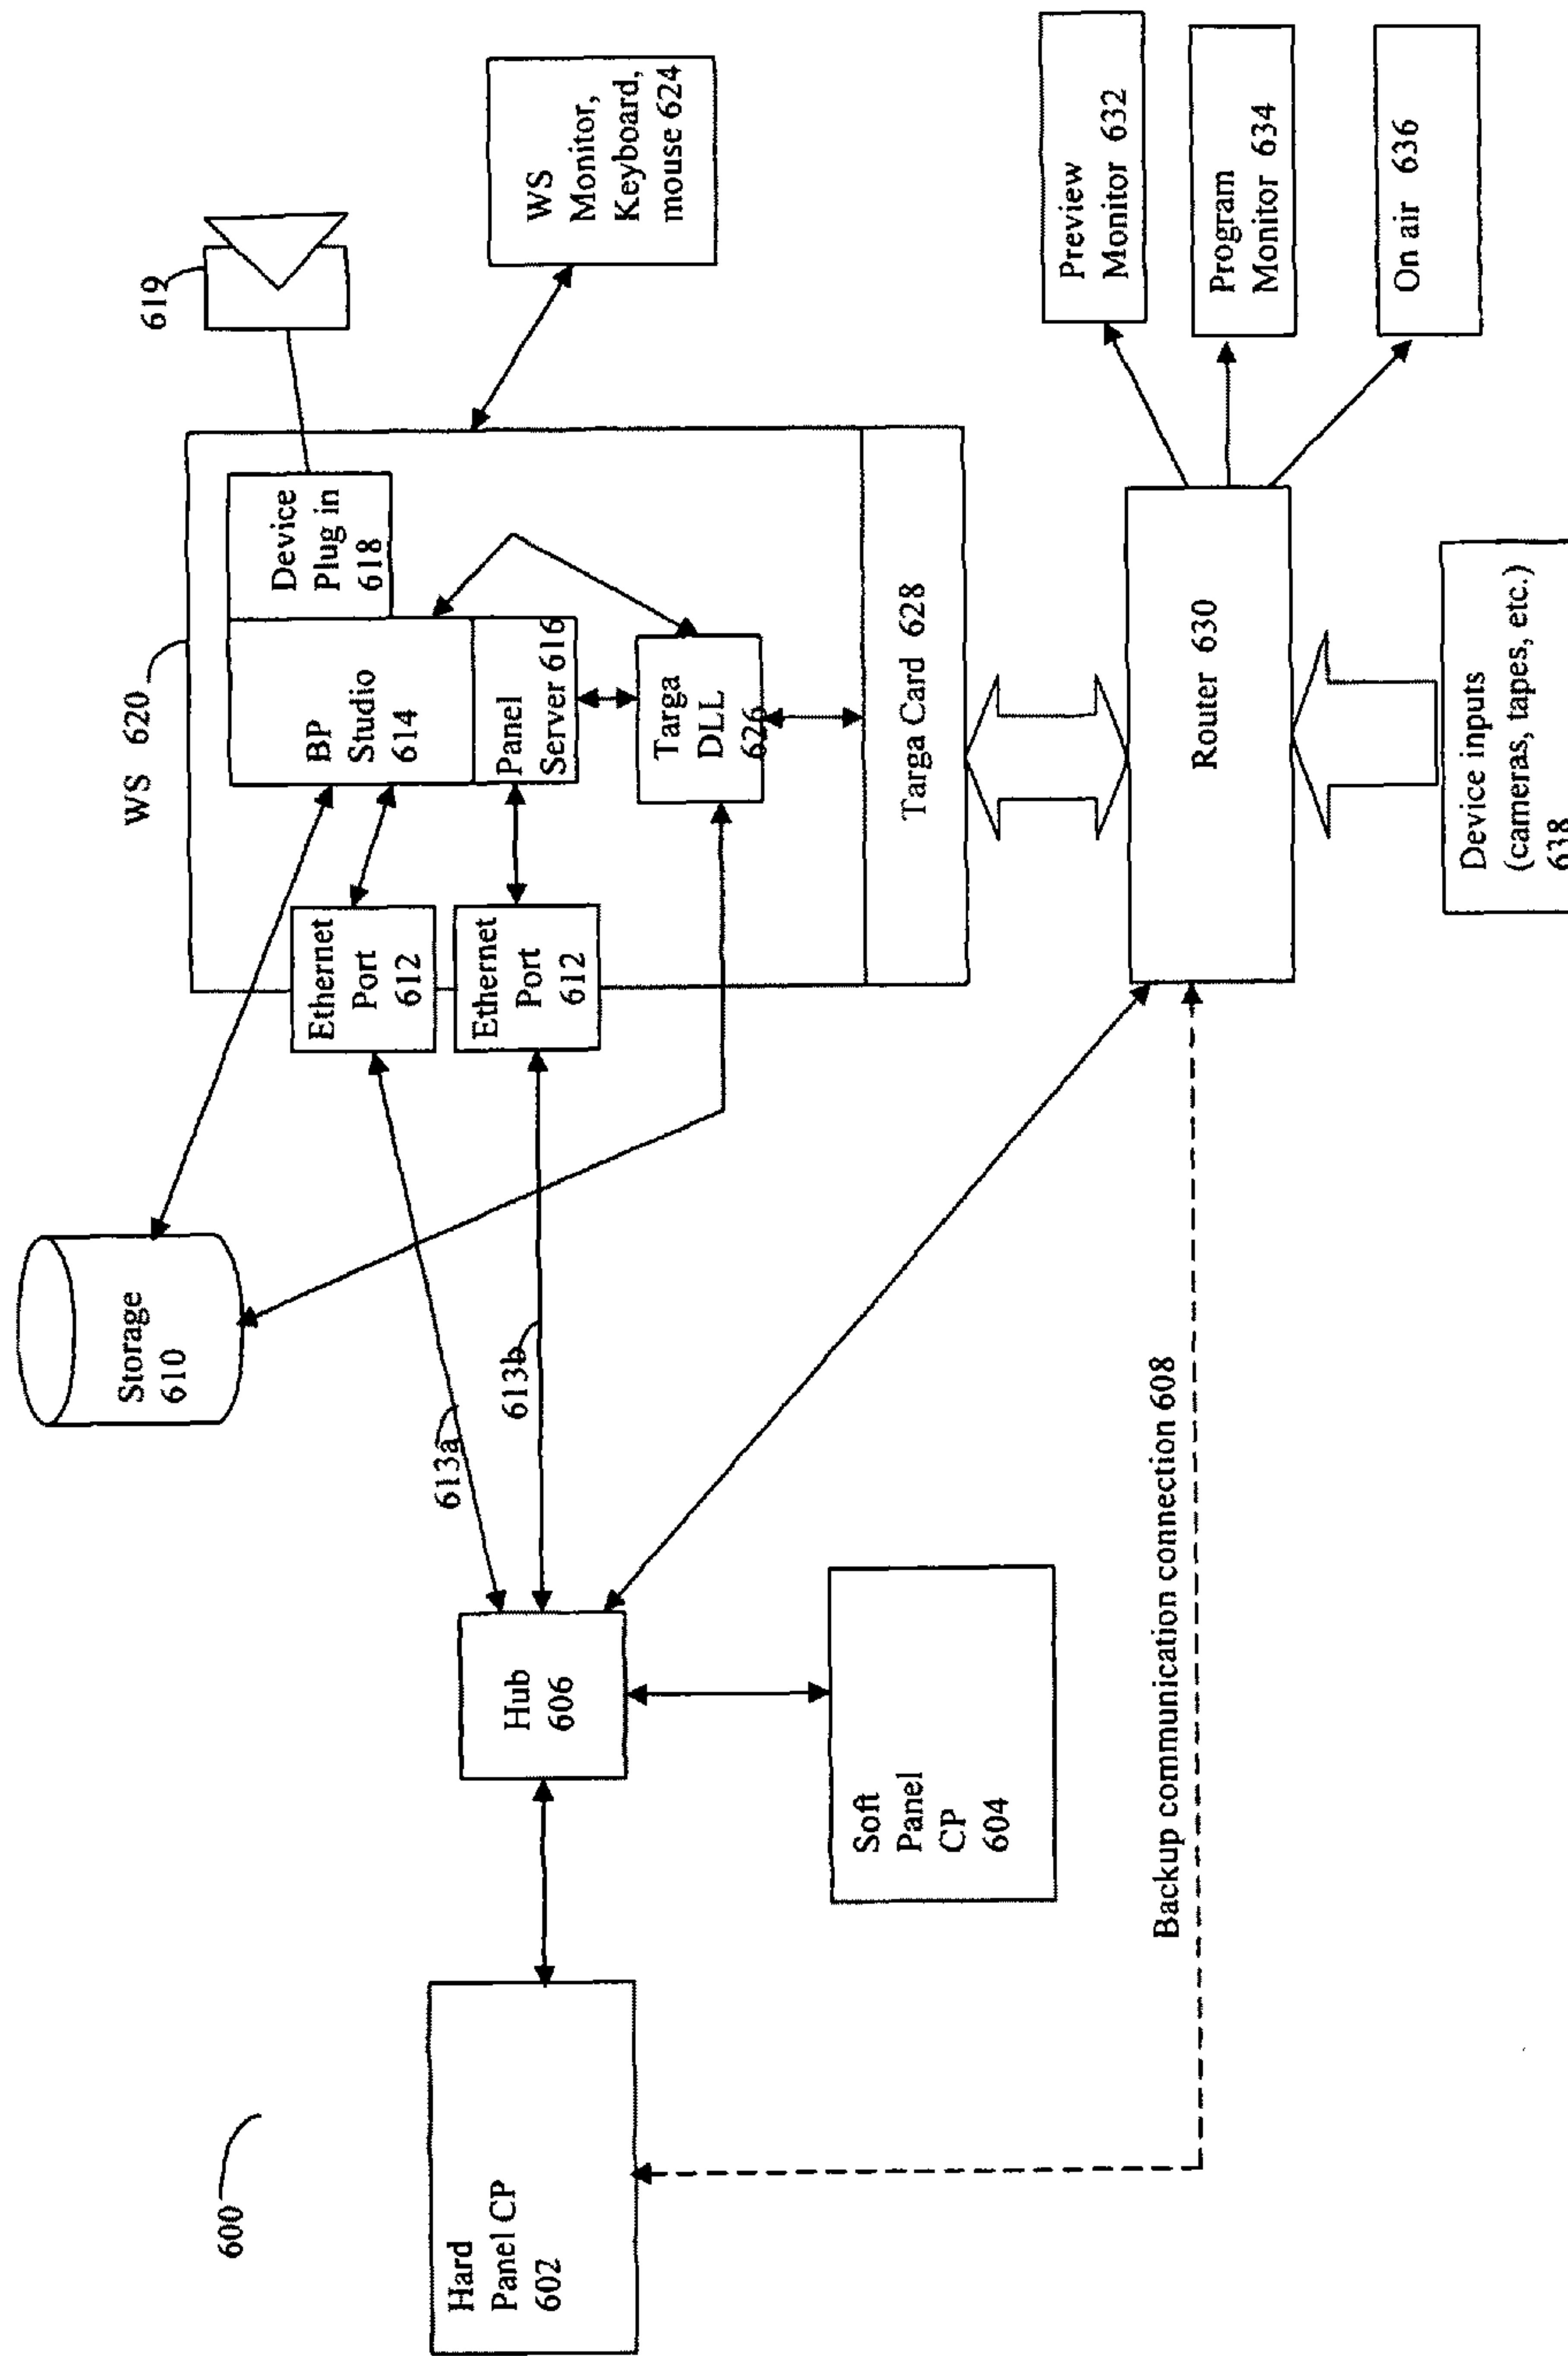 600
Hard
Panel CP
602
Hub
606
Soft
Panel
CP
604
Backup communication connection 608
Storage
610
613a
613b
WS 620
Ethernet
Port
612
Ethernet
Port
612
BP
Studio
614
Device
Plug in
618
Panel
Server 616
Targa
DLL
626
Targa Card 628
619
WS
Monitor,
Keyboard,
mouse 624
Router 630
Preview
Monitor 632
Program
Monitor 634
On air 636
Device inputs
(cameras, tapes, etc.)
638